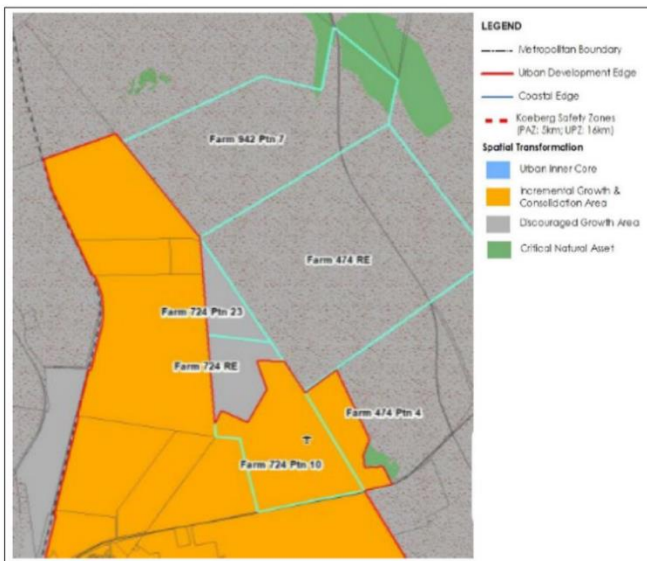 LEGEND
Metropolitan Boundary
Urban Development Edge
Coastal Edge
Koeberg Safety Zones
(PAZ: 5km; UPZ: 16km)
Spatial Transformation
Urban Inner Core
Incremental Growth &
Consolidation Area
Discouraged Growth Area
Critical Natural Asset
Farm 942 Ptn 7
Farm 474 RE
Farm 724 Ptn 23
Farm 724 RE
Farm 474 Ptn 4
Farm 724 Ptn 10